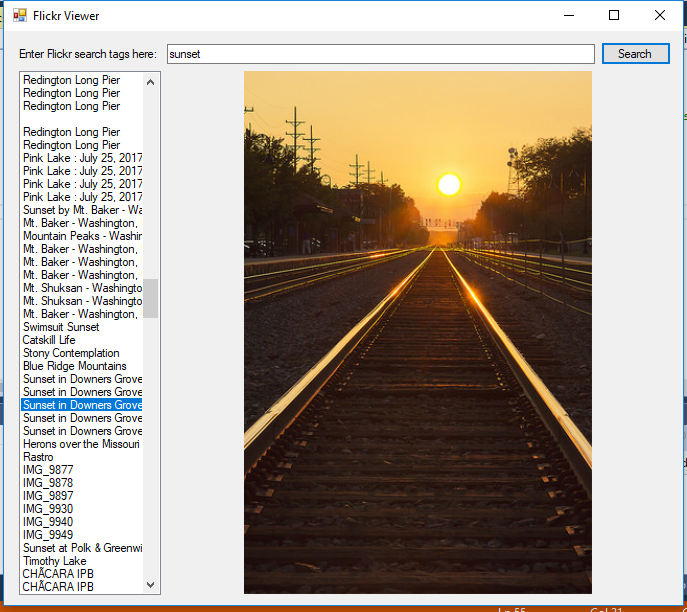 Flickr Viewer
Enter Flickr search tags here:
sunset
Search
Redington Long Pier
Redington Long Pier
Redington Long Pier
Redington Long Pier
Redington Long Pier
Pink Lake : July 25, 2017
Pink Lake : July 25, 2017
Pink Lake : July 25, 2017
Pink Lake : July 25, 2017
Sunset by Mt. Baker - Wa
Mt. Baker - Washington,
Mountain Peaks - Washir
Mt. Baker - Washington,
Mt. Baker - Washington,
Mt. Baker - Washington,
Mt. Shuksan - Washingto
Mt. Shuksan - Washingto
Mt. Baker - Washington,
Swimsuit Sunset
Catskill Life
Stony Contemplation
Blue Ridge Mountains
Sunset in Downers Grove
Sunset in Downers Grove
Sunset in Downers Grove
Sunset in Downers Grove
Sunset in Downers Grove
Herons over the Missouri
Rastro
IMG_9877
IMG_9878
IMG_9897
IMG_9930
IMG_9940
IMG_9949
Sunset at Polk & Greenwi
Timothy Lake
CHÃCARA IPB
CHÃCARA IPB
Ln 55
Col 21